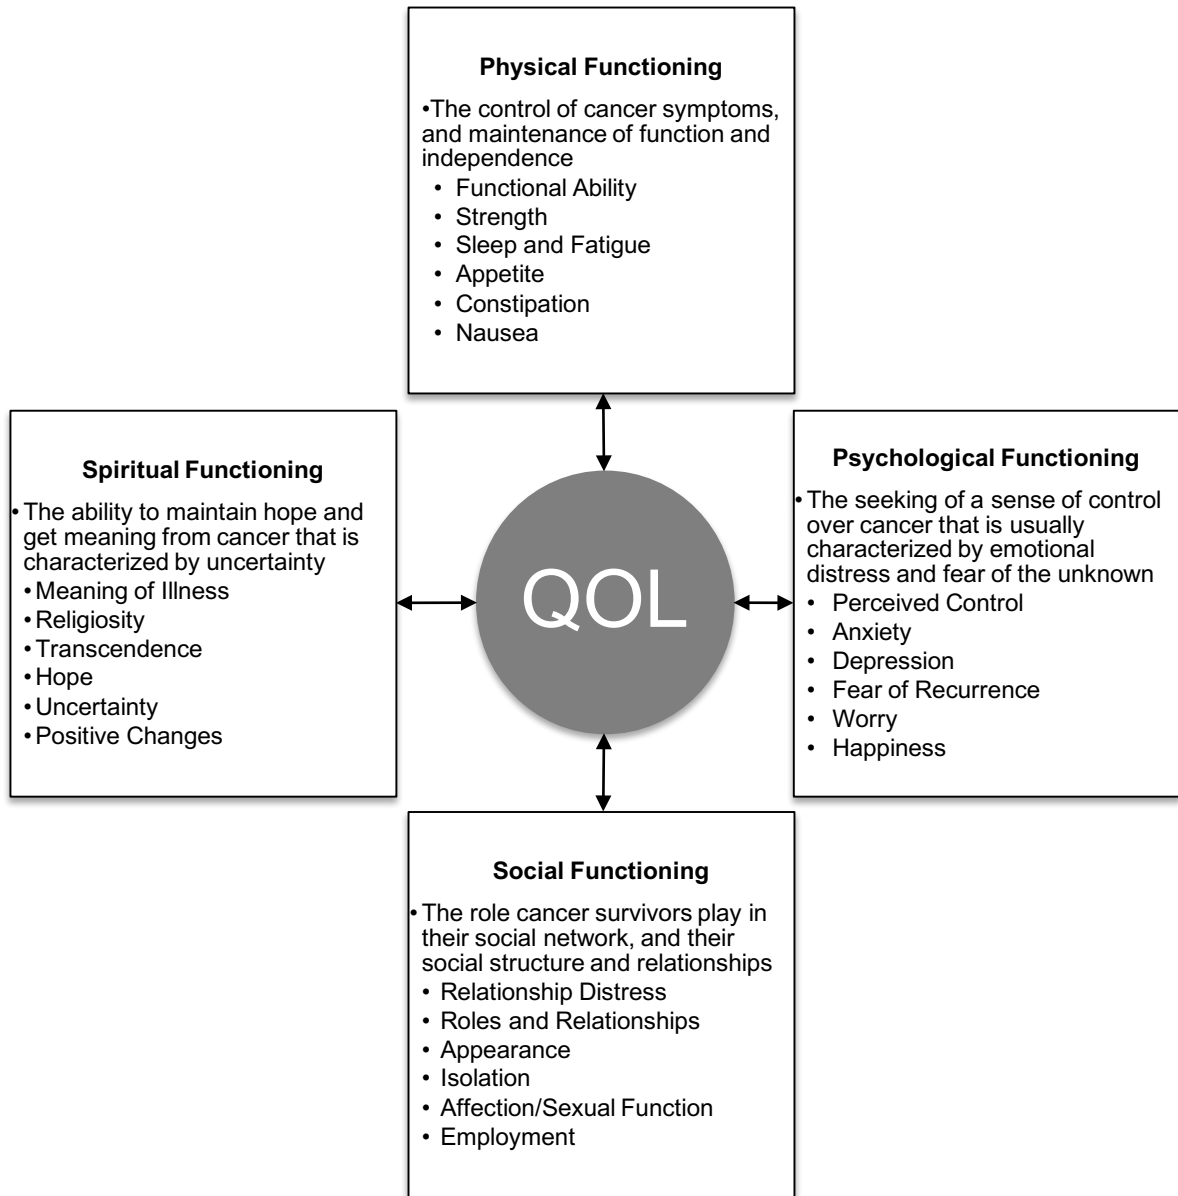 Physical Functioning
•The control of cancer symptoms,
and maintenance of function and
independence
• Functional Ability
• Strength
• Sleep and Fatigue
• Appetite
• Constipation
• Nausea
Spiritual Functioning
• The ability to maintain hope and
get meaning from cancer that is
characterized by uncertainty
• Meaning of Illness
• Religiosity
• Transcendence
• Hope
• Uncertainty
• Positive Changes
QOL
Psychological Functioning
• The seeking of a sense of control
over cancer that is usually
characterized by emotional
distress and fear of the unknown
• Perceived Control
• Anxiety
• Depression
• Fear of Recurrence
• Worry
• Happiness
Social Functioning
• The role cancer survivors play in
their social network, and their
social structure and relationships
• Relationship Distress
• Roles and Relationships
• Appearance
• Isolation
• Affection/Sexual Function
• Employment